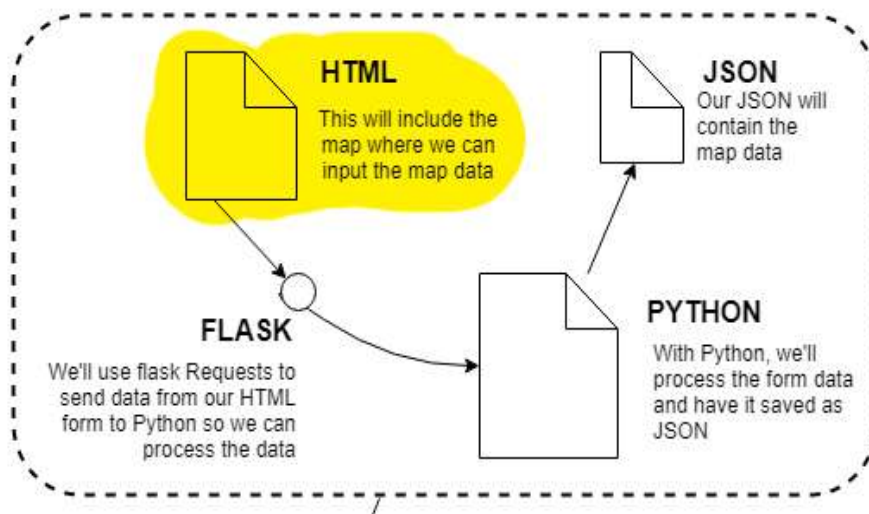 HTML
This will include the
map where we can
input the map data
JSON
Our JSON will
contain the
map data
FLASK
We'll use flask Requests to
send data from our HTML
form to Python so we can
process the data
PYTHON
With Python, we'll
process the form data
and have it saved as
JSON